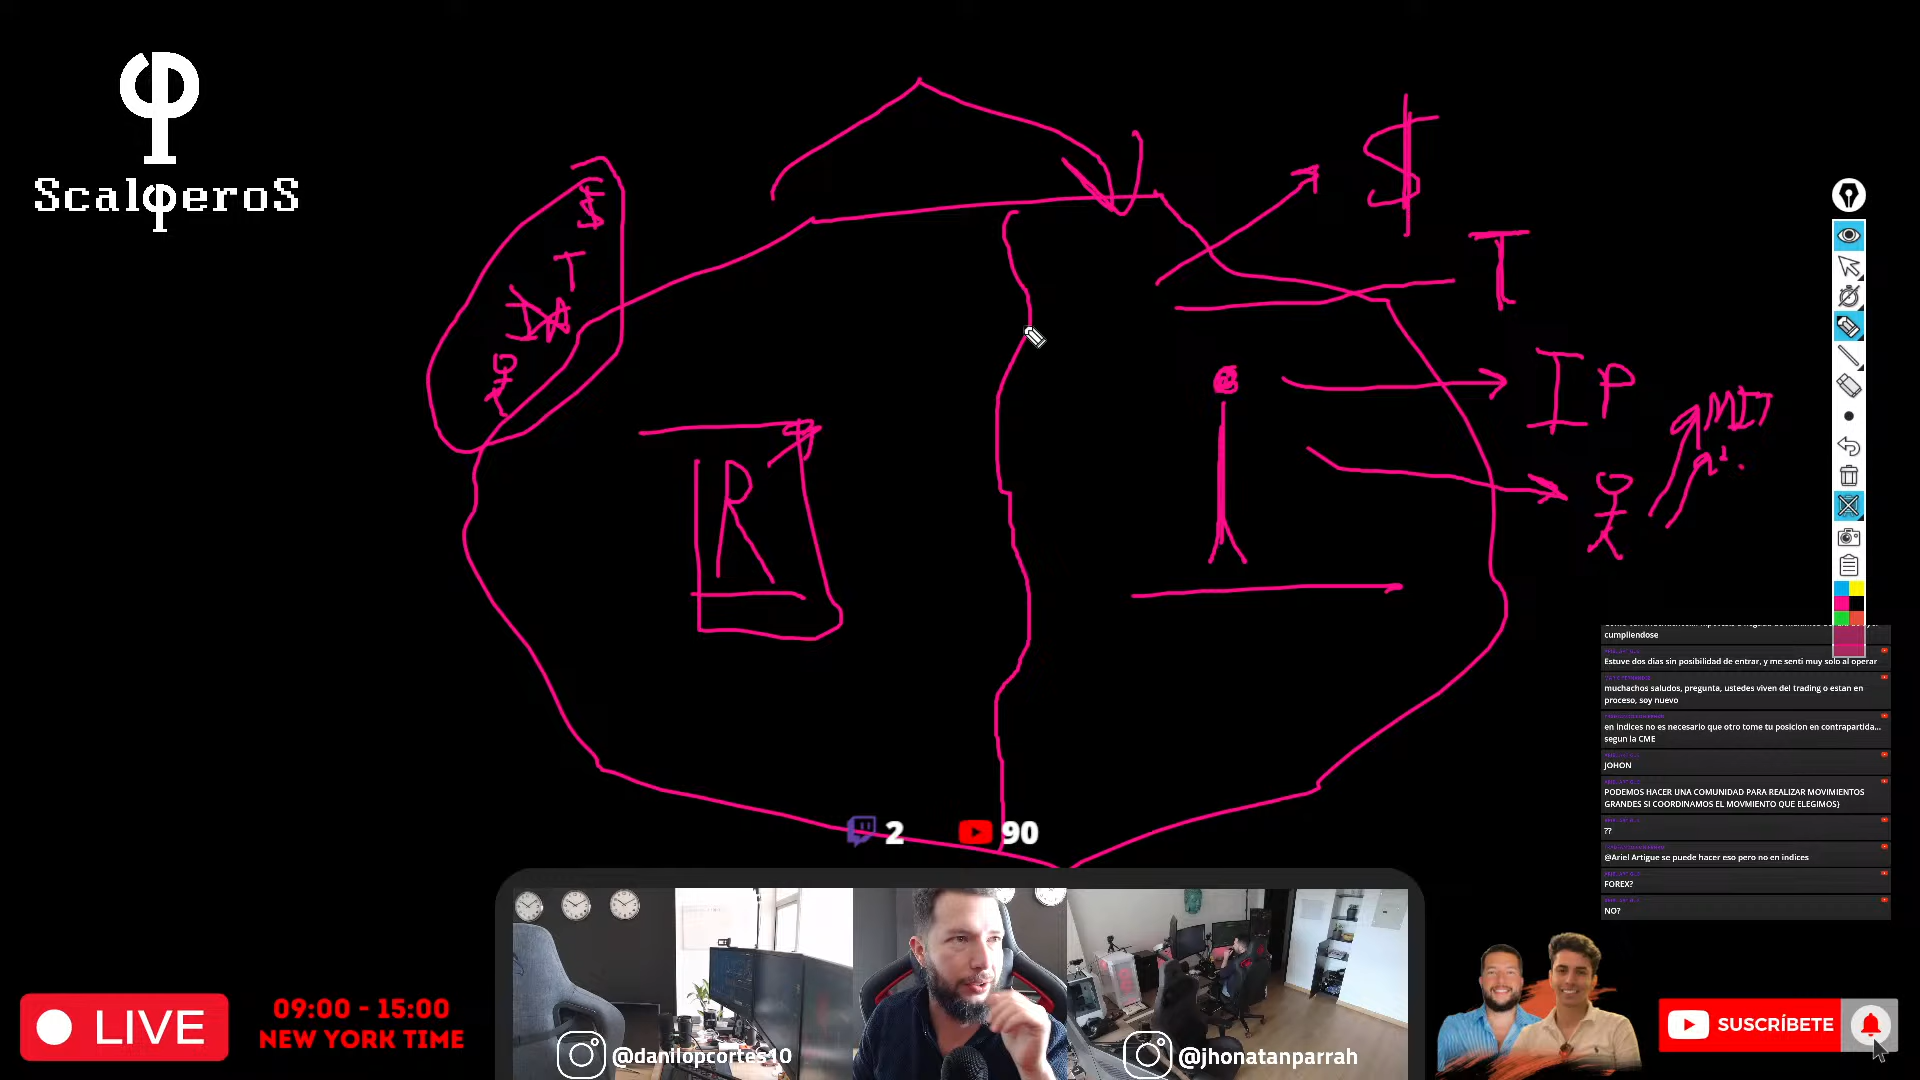 ScalperoS
$
T
$
T
IP
R
cumpliendose
Estuve dos dias sin posibilidad de entrar, y me senti muy solo al operar
muchachos saludos, pregunta, ustedes viven del trading o estan en
proceso, soy nuevo
en indices no es necesario que otro tome tu posicion en contrapartida...
segun la CME
JOHON
PODEMOS HACER UNA COMUNIDAD PARA REALIZAR MOVIMIENTOS
GRANDES SI COORDINAMOS EL MOVMIENTO QUE ELEGIMOS}
??
@Ariel Artigue se puede hacer eso pero no en indices
FOREX?
NO?
2
90
LIVE
09:00 - 15:00
NEW YORK TIME
@danilopcortes10
@jhonatanparrah
SUSCRÍBETE